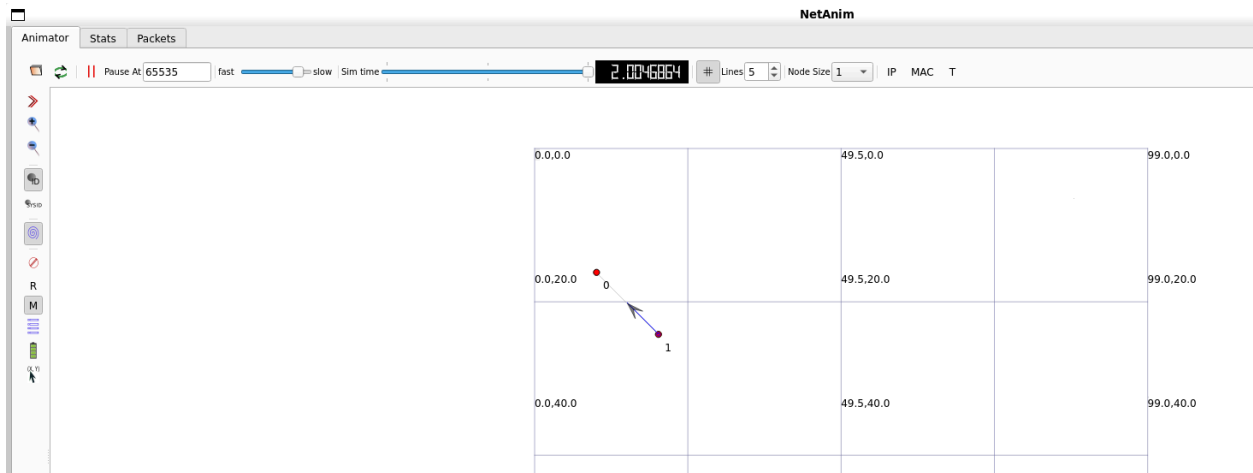 NetAnim
Animator Stats Packets
Pause At 65535 fast slow Sim time 2.0046864 # Lines 5 Node Size 1 IP MAC T
ID
SYSID
R
M
(X,Y)
0.0,0.0 49.5,0.0 99.0,0.0
0.0,20.0 0 49.5,20.0 99.0,20.0
1
0.0,40.0 49.5,40.0 99.0,40.0